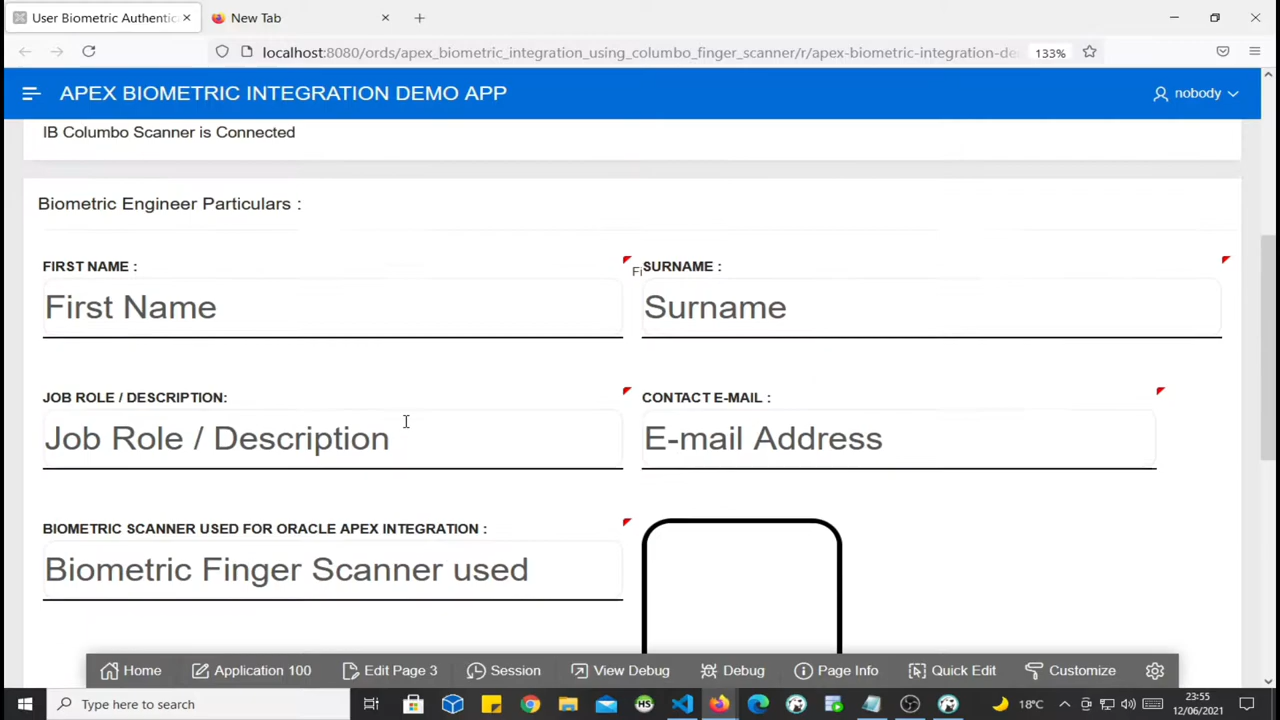 User Biometric Authentic
New Tab
localhost:8080/ords/apex_biometric_integration_using_columbo_finger_scanner/r/apex-biometric-integration-de
133%
APEX BIOMETRIC INTEGRATION DEMO APP
nobody
IB Columbo Scanner is Connected
Biometric Engineer Particulars :
FIRST NAME :
Fi
SURNAME :
First Name
Surname
JOB ROLE / DESCRIPTION:
CONTACT E-MAIL :
Job Role / Description
E-mail Address
BIOMETRIC SCANNER USED FOR ORACLE APEX INTEGRATION :
Biometric Finger Scanner used
Home
Application 100
Edit Page 3
Session
View Debug
Debug
Page Info
Quick Edit
Customize
Type here to search
HS
18°C
23:55
12/06/2021